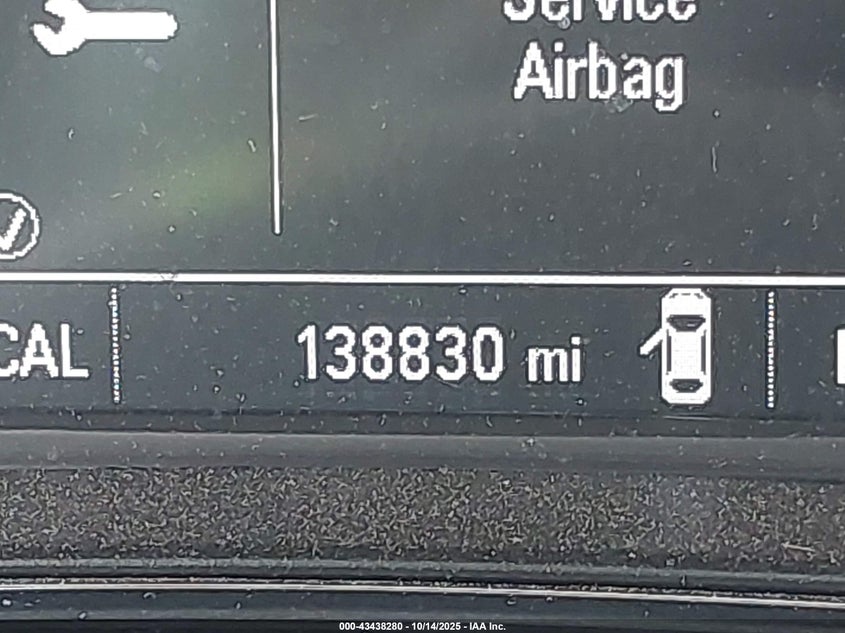 Service
Airbag
CAL
138830 mi
000-43438280 - 10/14/2025 - IAA Inc.